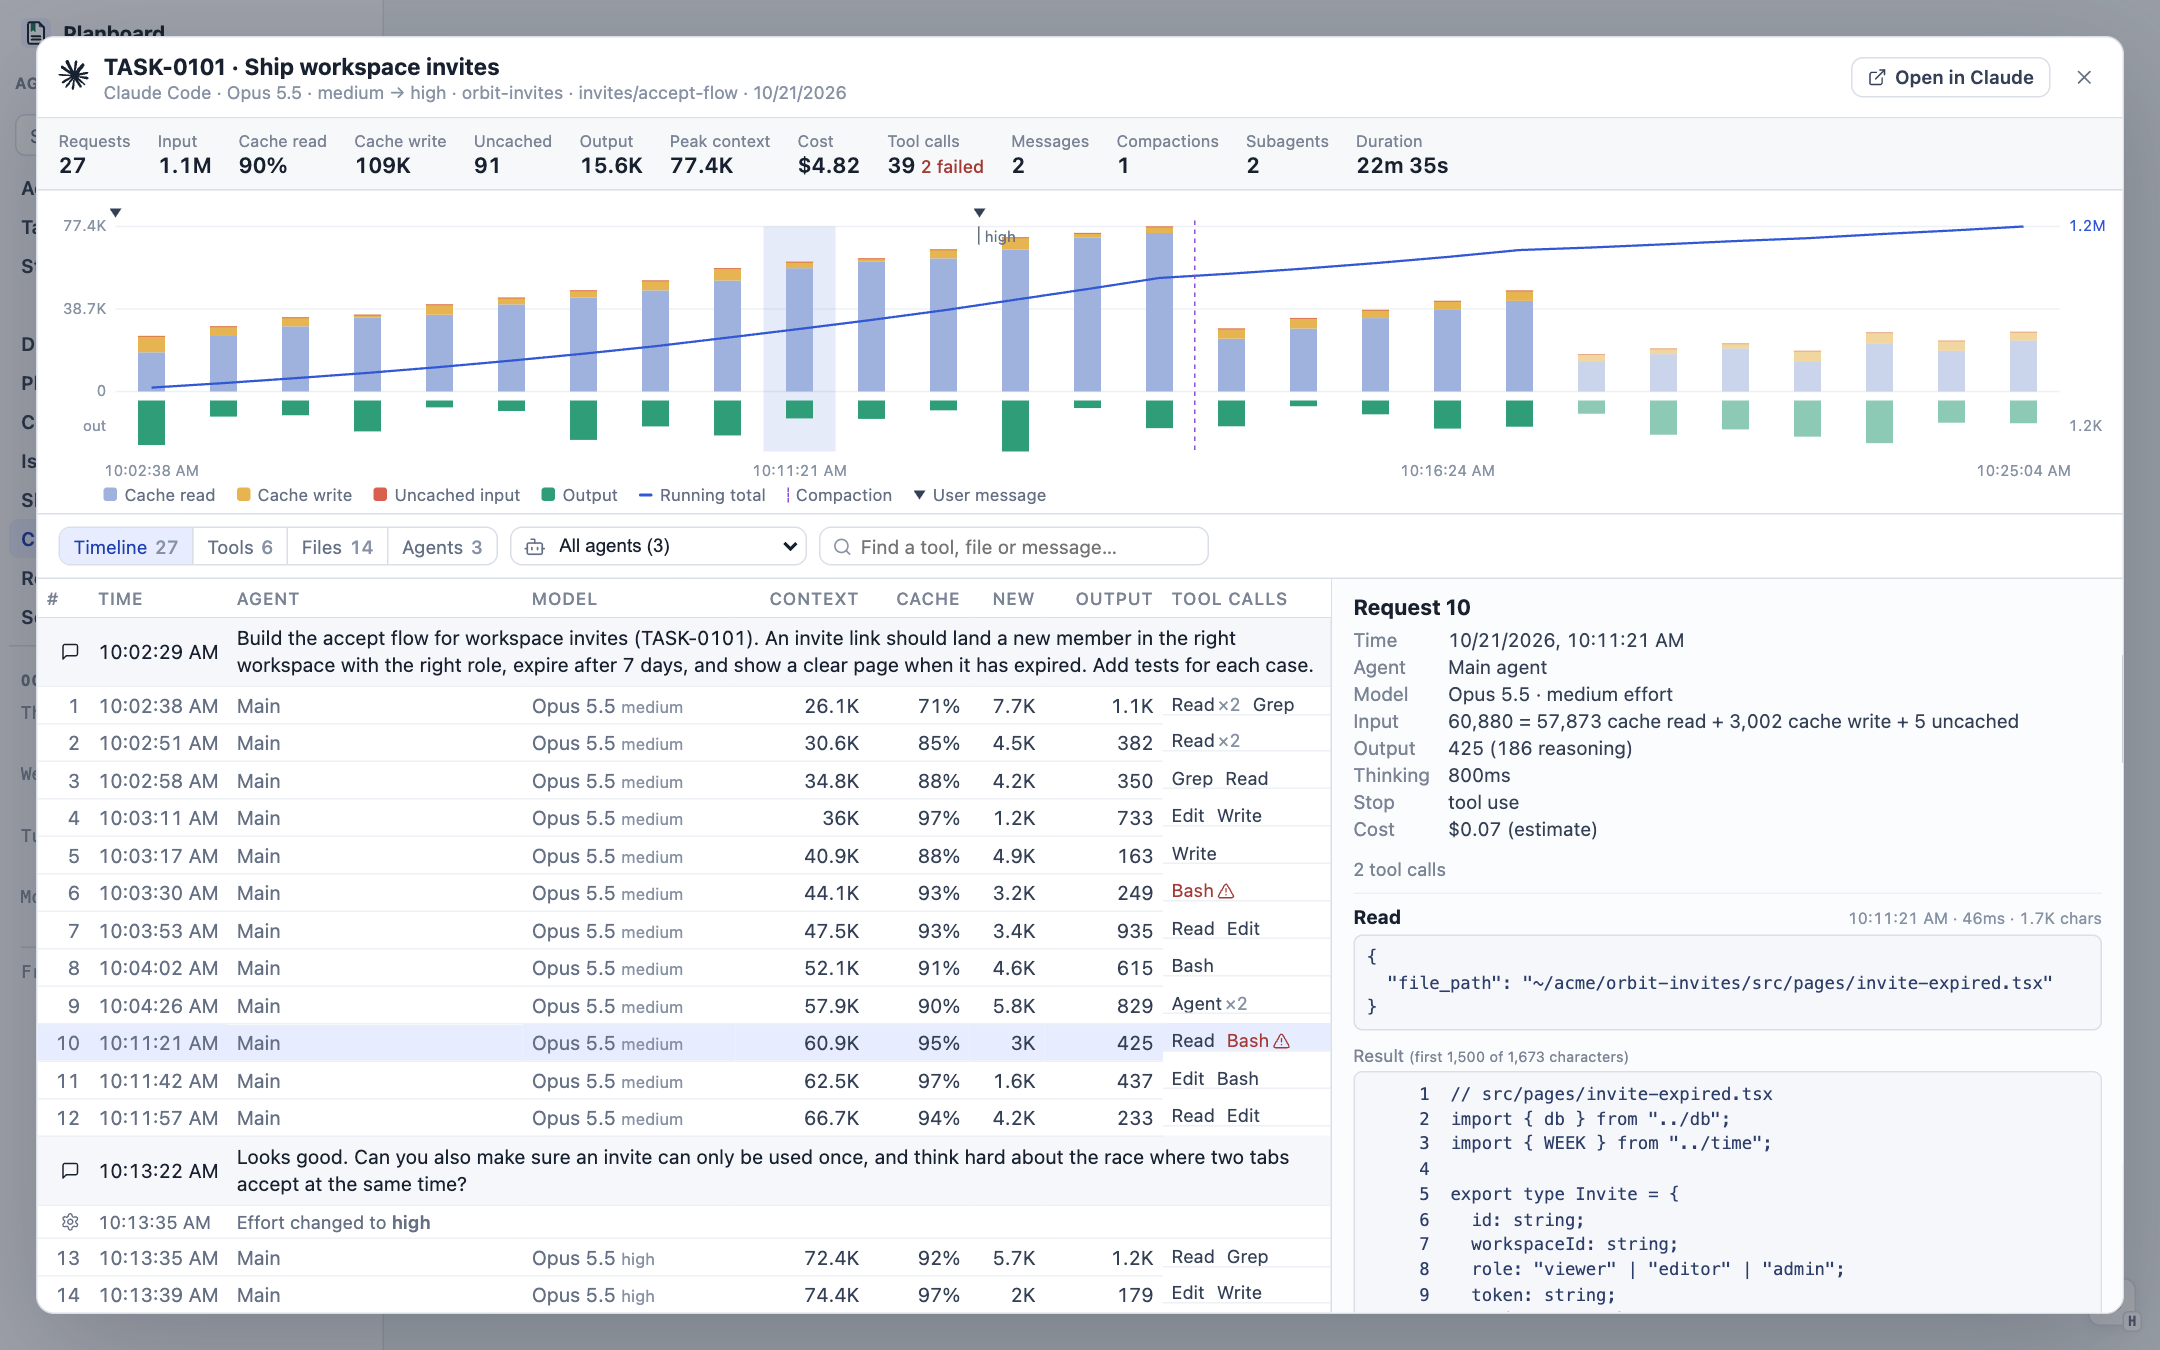 Planboard
TASK-0101 · Ship workspace invites
Claude Code · Opus 5.5 · medium → high · orbit-invites · invites/accept-flow · 10/21/2026
Open in Claude
Requests Input Cache read Cache write Uncached Output Peak context Cost Tool calls Messages Compactions Subagents Duration
27 1.1M 90% 109K 91 15.6K 77.4K $4.82 39 2 failed 2 1 2 22m 35s
77.4K 1.2M
high
38.7K
0
out 1.2K
10:02:38 AM 10:11:21 AM 10:16:24 AM 10:25:04 AM
Cache read Cache write Uncached input Output Running total Compaction User message
Timeline 27 Tools 6 Files 14 Agents 3 All agents (3) Find a tool, file or message...
# TIME AGENT MODEL CONTEXT CACHE NEW OUTPUT TOOL CALLS
10:02:29 AM Build the accept flow for workspace invites (TASK-0101). An invite link should land a new member in the right
workspace with the right role, expire after 7 days, and show a clear page when it has expired. Add tests for each case.
1 10:02:38 AM Main Opus 5.5 medium 26.1K 71% 7.7K 1.1K Read ×2 Grep
2 10:02:51 AM Main Opus 5.5 medium 30.6K 85% 4.5K 382 Read ×2
3 10:02:58 AM Main Opus 5.5 medium 34.8K 88% 4.2K 350 Grep Read
4 10:03:11 AM Main Opus 5.5 medium 36K 97% 1.2K 733 Edit Write
5 10:03:17 AM Main Opus 5.5 medium 40.9K 88% 4.9K 163 Write
6 10:03:30 AM Main Opus 5.5 medium 44.1K 93% 3.2K 249 Bash
7 10:03:53 AM Main Opus 5.5 medium 47.5K 93% 3.4K 935 Read Edit
8 10:04:02 AM Main Opus 5.5 medium 52.1K 91% 4.6K 615 Bash
9 10:04:26 AM Main Opus 5.5 medium 57.9K 90% 5.8K 829 Agent ×2
10 10:11:21 AM Main Opus 5.5 medium 60.9K 95% 3K 425 Read Bash
11 10:11:42 AM Main Opus 5.5 medium 62.5K 97% 1.6K 437 Edit Bash
12 10:11:57 AM Main Opus 5.5 medium 66.7K 94% 4.2K 233 Read Edit
10:13:22 AM Looks good. Can you also make sure an invite can only be used once, and think hard about the race where two tabs
accept at the same time?
10:13:35 AM Effort changed to high
13 10:13:35 AM Main Opus 5.5 high 72.4K 92% 5.7K 1.2K Read Grep
14 10:13:39 AM Main Opus 5.5 high 74.4K 97% 2K 179 Edit Write
Request 10
Time 10/21/2026, 10:11:21 AM
Agent Main agent
Model Opus 5.5 · medium effort
Input 60,880 = 57,873 cache read + 3,002 cache write + 5 uncached
Output 425 (186 reasoning)
Thinking 800ms
Stop tool use
Cost $0.07 (estimate)
2 tool calls
Read 10:11:21 AM · 46ms · 1.7K chars
{
"file_path": "~/acme/orbit-invites/src/pages/invite-expired.tsx"
}
Result (first 1,500 of 1,673 characters)
1 // src/pages/invite-expired.tsx
2 import { db } from "../db";
3 import { WEEK } from "../time";
4
5 export type Invite = {
6 id: string;
7 workspaceId: string;
8 role: "viewer" | "editor" | "admin";
9 token: string;
H